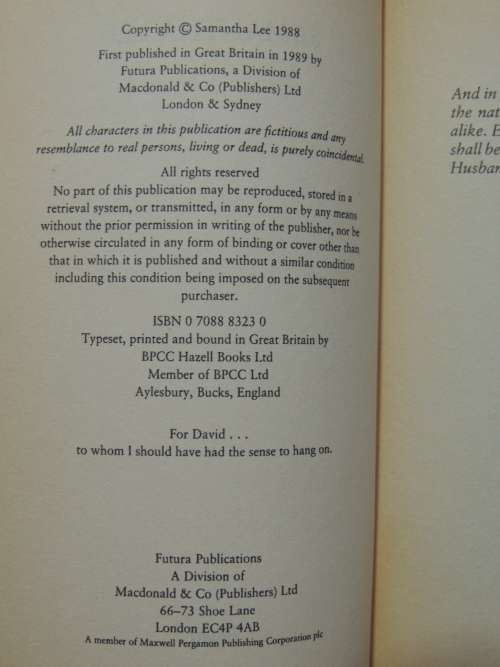 Copyright © Samantha Lee 1988
First published in Great Britain in 1989 by
Futura Publications, a Division of
Macdonald & Co (Publishers) Ltd
London & Sydney
All characters in this publication are fictitious and any
resemblance to real persons, living or dead, is purely coincidental.
All rights reserved
No part of this publication may be reproduced, stored in a
retrieval system, or transmitted, in any form or by any means
without the prior permission in writing of the publisher, nor be
otherwise circulated in any form of binding or cover other than
that in which it is published and without a similar condition
including this condition being imposed on the subsequent
purchaser.
ISBN 0 7088 8323 0
Typeset, printed and bound in Great Britain by
BPCC Hazell Books Ltd
Member of BPCC Ltd
Aylesbury, Bucks, England
For David . . .
to whom I should have had the sense to hang on.
Futura Publications
A Division of
Macdonald & Co (Publishers) Ltd
66–73 Shoe Lane
London EC4P 4AB
A member of Maxwell Pergamon Publishing Corporation plc
And in
the nat
alike. E
shall be
Husban